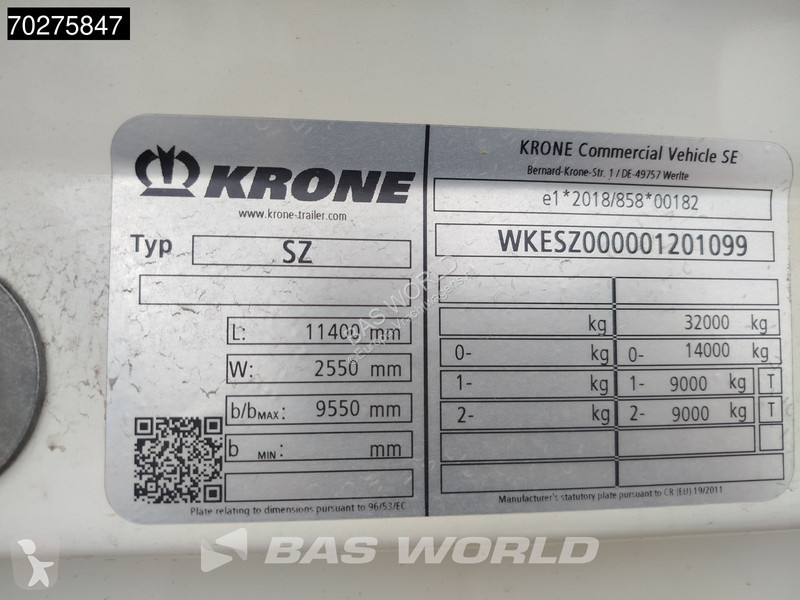 70275847
KRONE
www.krone-trailer.com
Typ SZ
L: 11400 mm
W: 2550 mm
b/bMAX: 9550 mm
b MIN: mm
Plate relating to dimensions pursuant to 96/53/EC
KRONE Commercial Vehicle SE
Bernard-Krone-Str. 1 / DE-49757 Werlte
e1*2018/858*00182
WKESZ000001201099
kg 32000 kg
0- kg 0- 14000 kg
1- kg 1- 9000 kg T
2- kg 2- 9000 kg T
Manufacturer's statutory plate pursuant to CR (EU) 19/2011
BAS WORLD
BAS WORLD